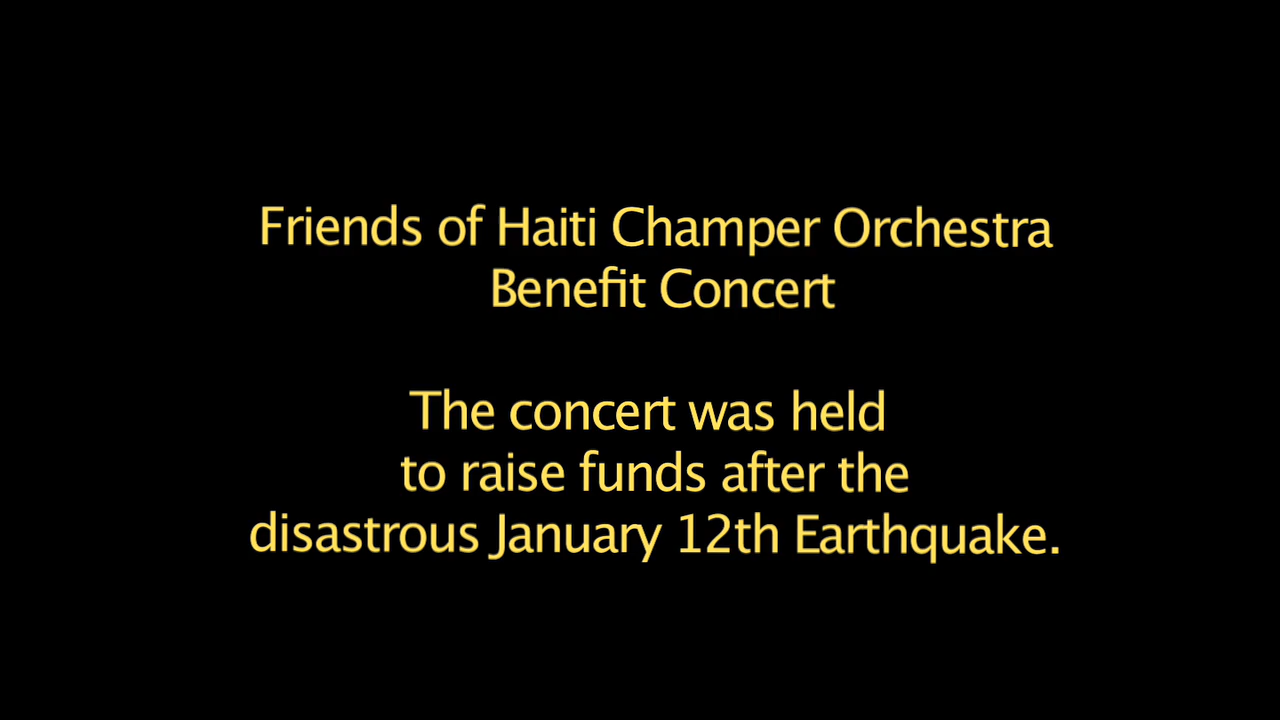 Friends of Haiti Champer Orchestra
Benefit Concert
The concert was held
to raise funds after the
disastrous January 12th Earthquake.